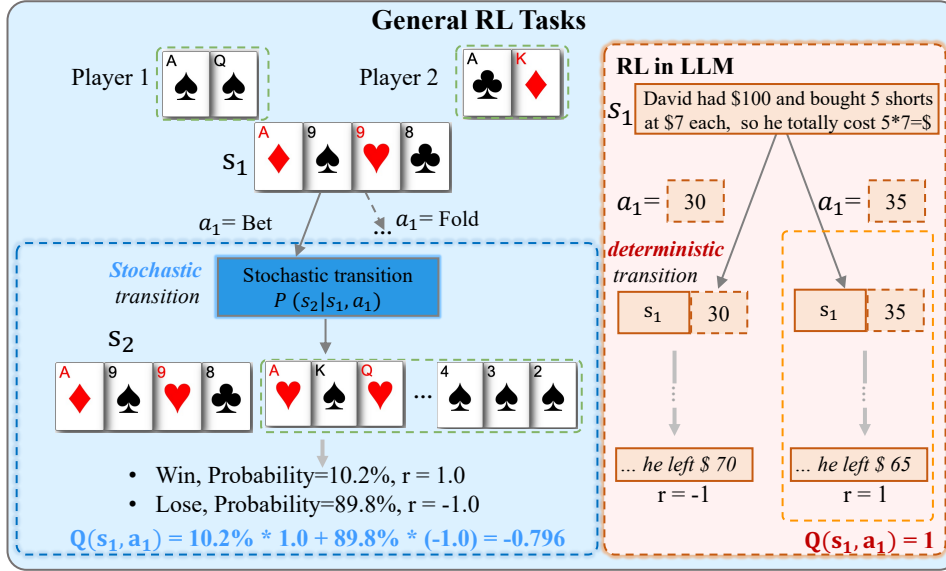 General RL Tasks
Player 1
A Q
Player 2
A K
s₁
A 9 9 8
a₁= Bet
...
a₁= Fold
Stochastic
transition
Stochastic transition
P (s₂|s₁, a₁)
s₂
A 9 9 8
A K Q ... 4 3 2
• Win, Probability=10.2%, r = 1.0
• Lose, Probability=89.8%, r = -1.0
Q(s₁, a₁) = 10.2% * 1.0 + 89.8% * (-1.0) = -0.796
RL in LLM
s₁
David had $100 and bought 5 shorts
at $7 each, so he totally cost 5*7=$
a₁= 30
a₁= 35
deterministic
transition
s₁ 30
s₁ 35
... he left $ 70
r = -1
... he left $ 65
r = 1
Q(s₁, a₁) = 1